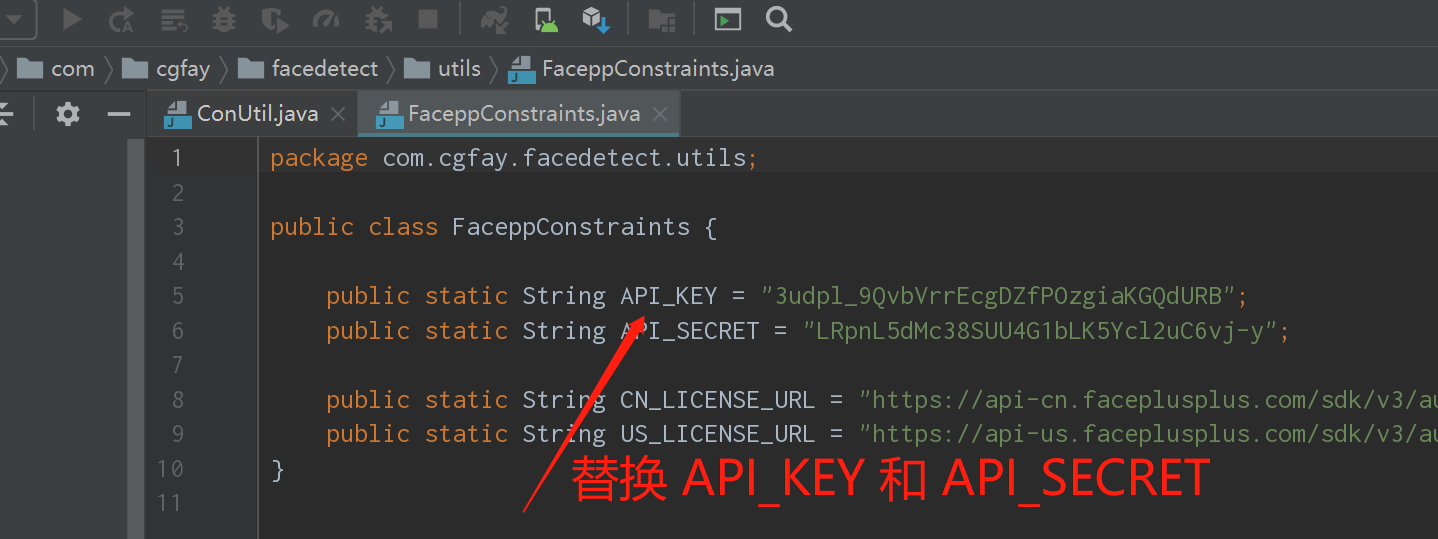 com cgfay facedetect utils FaceppConstraints.java
ConUtil.java FaceppConstraints.java
1 package com.cgfay.facedetect.utils;
2
3 public class FaceppConstraints {
4
5 public static String API_KEY = "3udpl_9QvbVrrEcgDZfPOzgiaKGQdURB";
6 public static String API_SECRET = "LRpnL5dMc38SUU4G1bLK5Ycl2uC6vj-y";
7
8 public static String CN_LICENSE_URL = "https://api-cn.faceplusplus.com/sdk/v3/au
9 public static String US_LICENSE_URL = "https://api-us.faceplusplus.com/sdk/v3/au
10 }
替换 API_KEY 和 API_SECRET
11